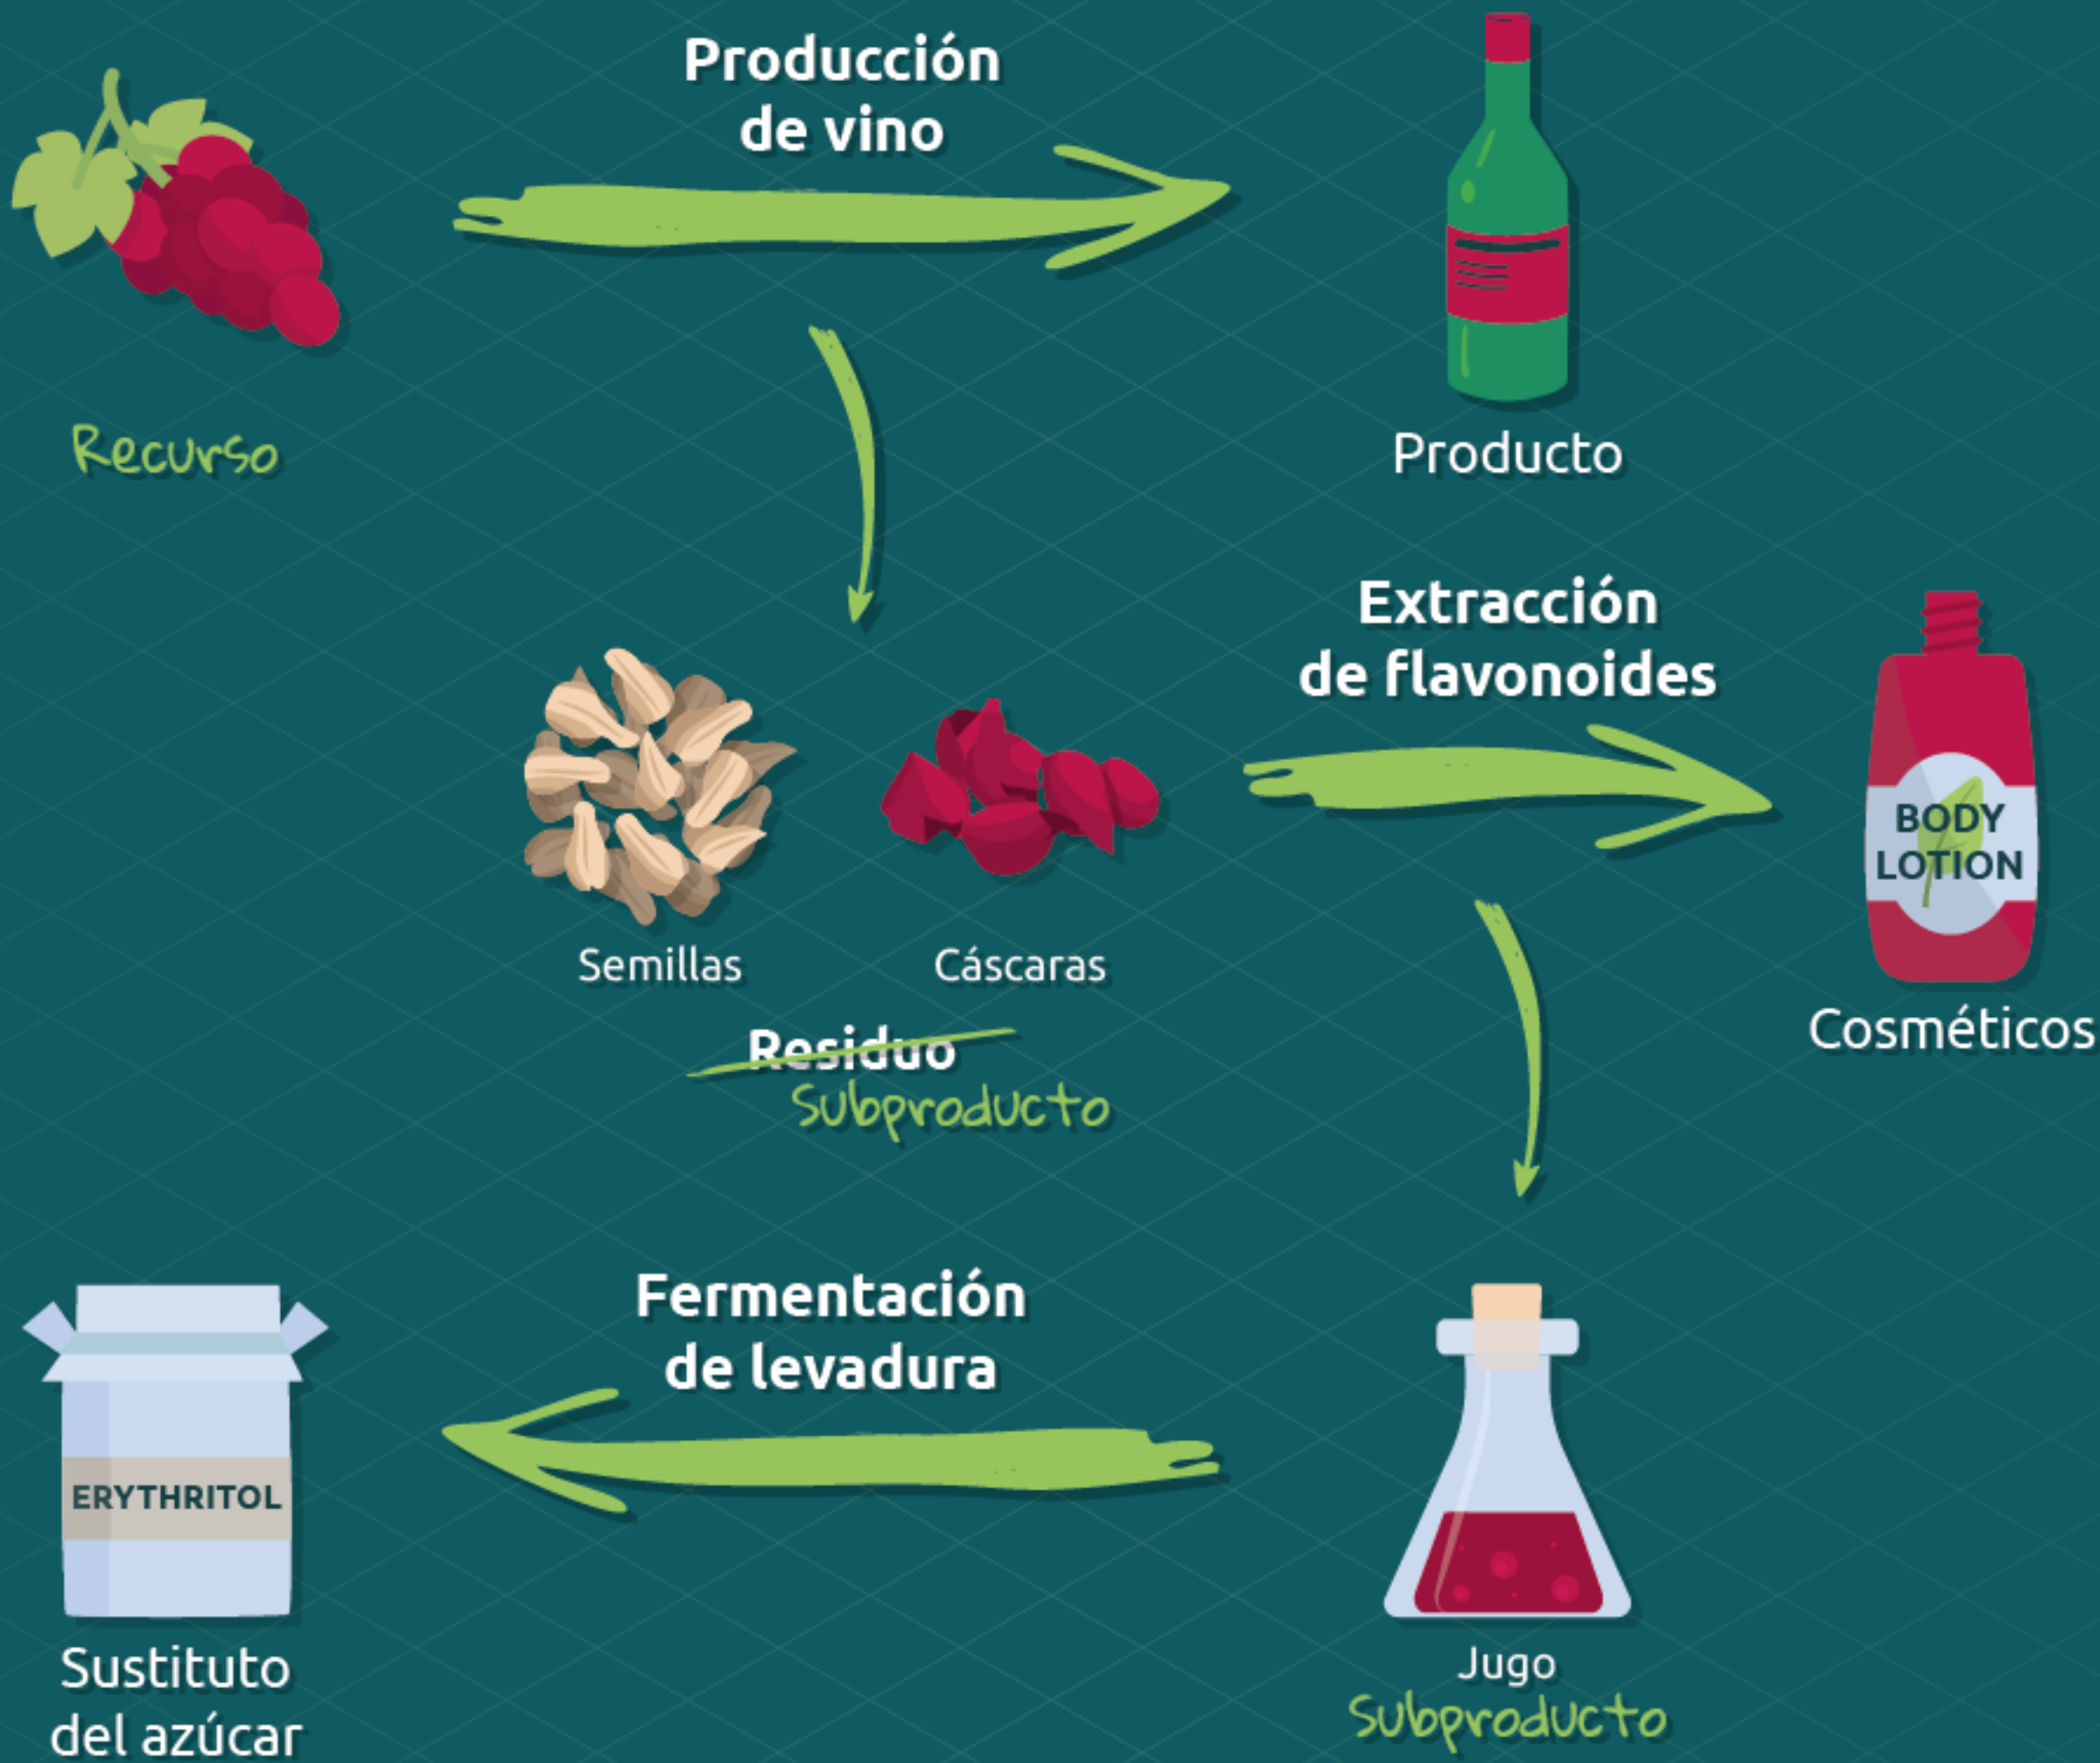 Producción
de vino
Recurso
Producto
Extracción
de flavonoides
BODY
LOTION
Semillas
Cáscaras
Cosméticos
Residuo
Subproducto
Fermentación
de levadura
ERYTHRITOL
Sustituto
del azúcar
Jugo
Subproducto